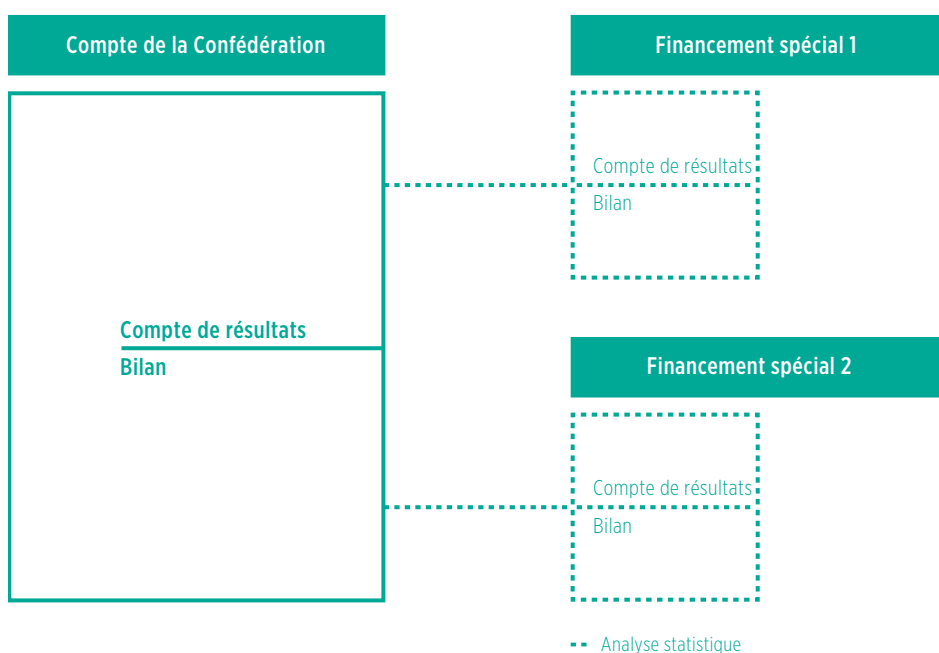 Compte de la Confédération
Compte de résultats
Bilan
Financement spécial 1
Compte de résultats
Bilan
Financement spécial 2
Compte de résultats
Bilan
Analyse statistique